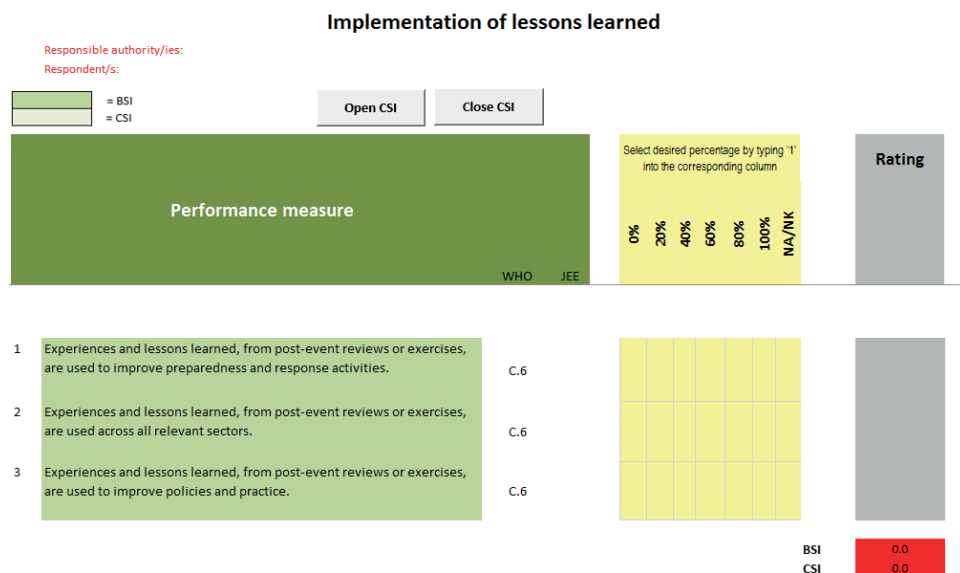 Implementation of lessons learned
Responsible authority/ies:
Respondent/s:
= BSI
= CSI
Open CSI
Close CSI
Performance measure
WHO JEE
Select desired percentage by typing '1'
into the corresponding column
0%
20%
40%
60%
80%
100%
NA/NK
Rating
1 Experiences and lessons learned, from post-event reviews or exercises,
are used to improve preparedness and response activities.
C.6
2 Experiences and lessons learned, from post-event reviews or exercises,
are used across all relevant sectors.
C.6
3 Experiences and lessons learned, from post-event reviews or exercises,
are used to improve policies and practice.
C.6
BSI 0.0
CSI 0.0